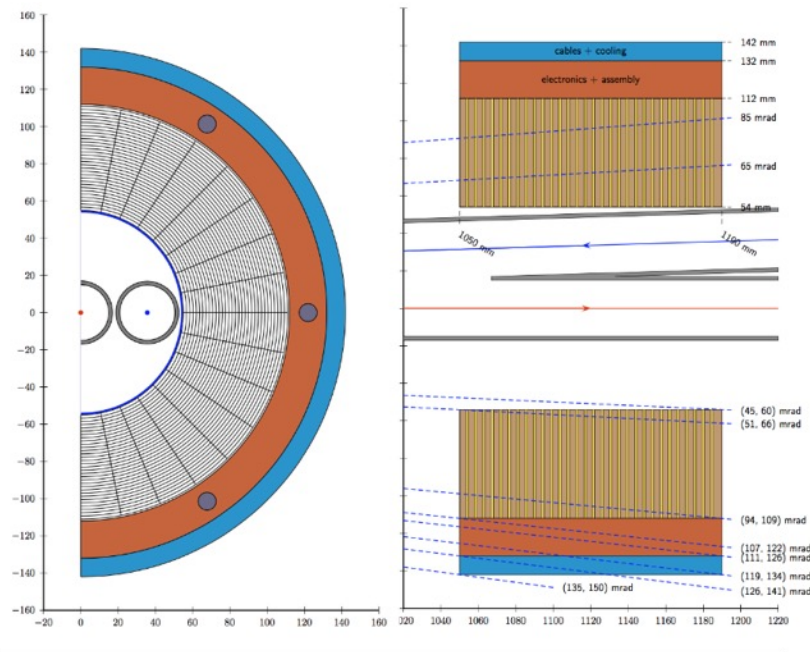 160
140
120
100
80
60
40
20
0
−20
−40
−60
−80
−100
−120
−140
−160
−20 0 20 40 60 80 100 120 140 160
cables + cooling
electronics + assembly
142 mm
132 mm
112 mm
85 mrad
65 mrad
54 mm
1050 mm
1190 mm
(45, 60) mrad
(51, 66) mrad
(94, 109) mrad
(107, 122) mrad
(111, 126) mrad
(119, 134) mrad
(126, 141) mrad
(135, 150) mrad
020 1040 1060 1080 1100 1120 1140 1160 1180 1200 1220